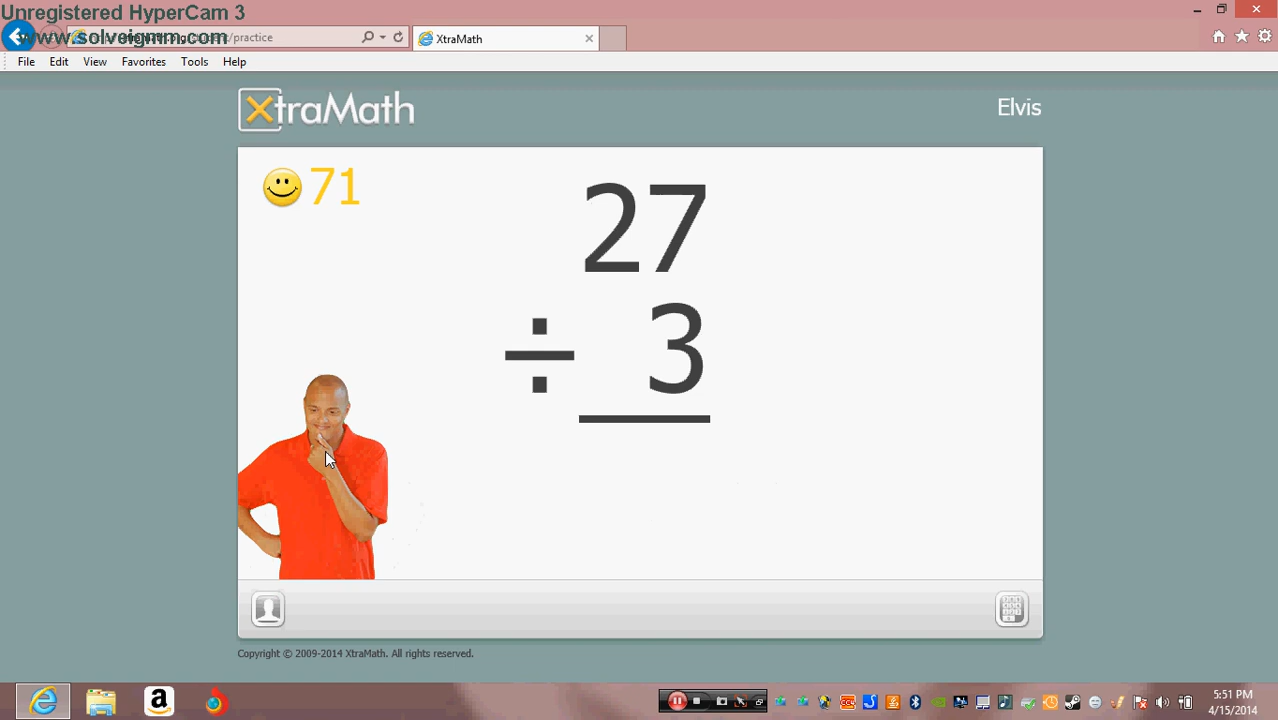 Unregistered HyperCam 3
www.solveigmm.com
/student/practice
XtraMath
File Edit View Favorites Tools Help
XtraMath
Elvis
71
27
÷ 3
Copyright © 2009-2014 XtraMath. All rights reserved.
5:51 PM
4/15/2014